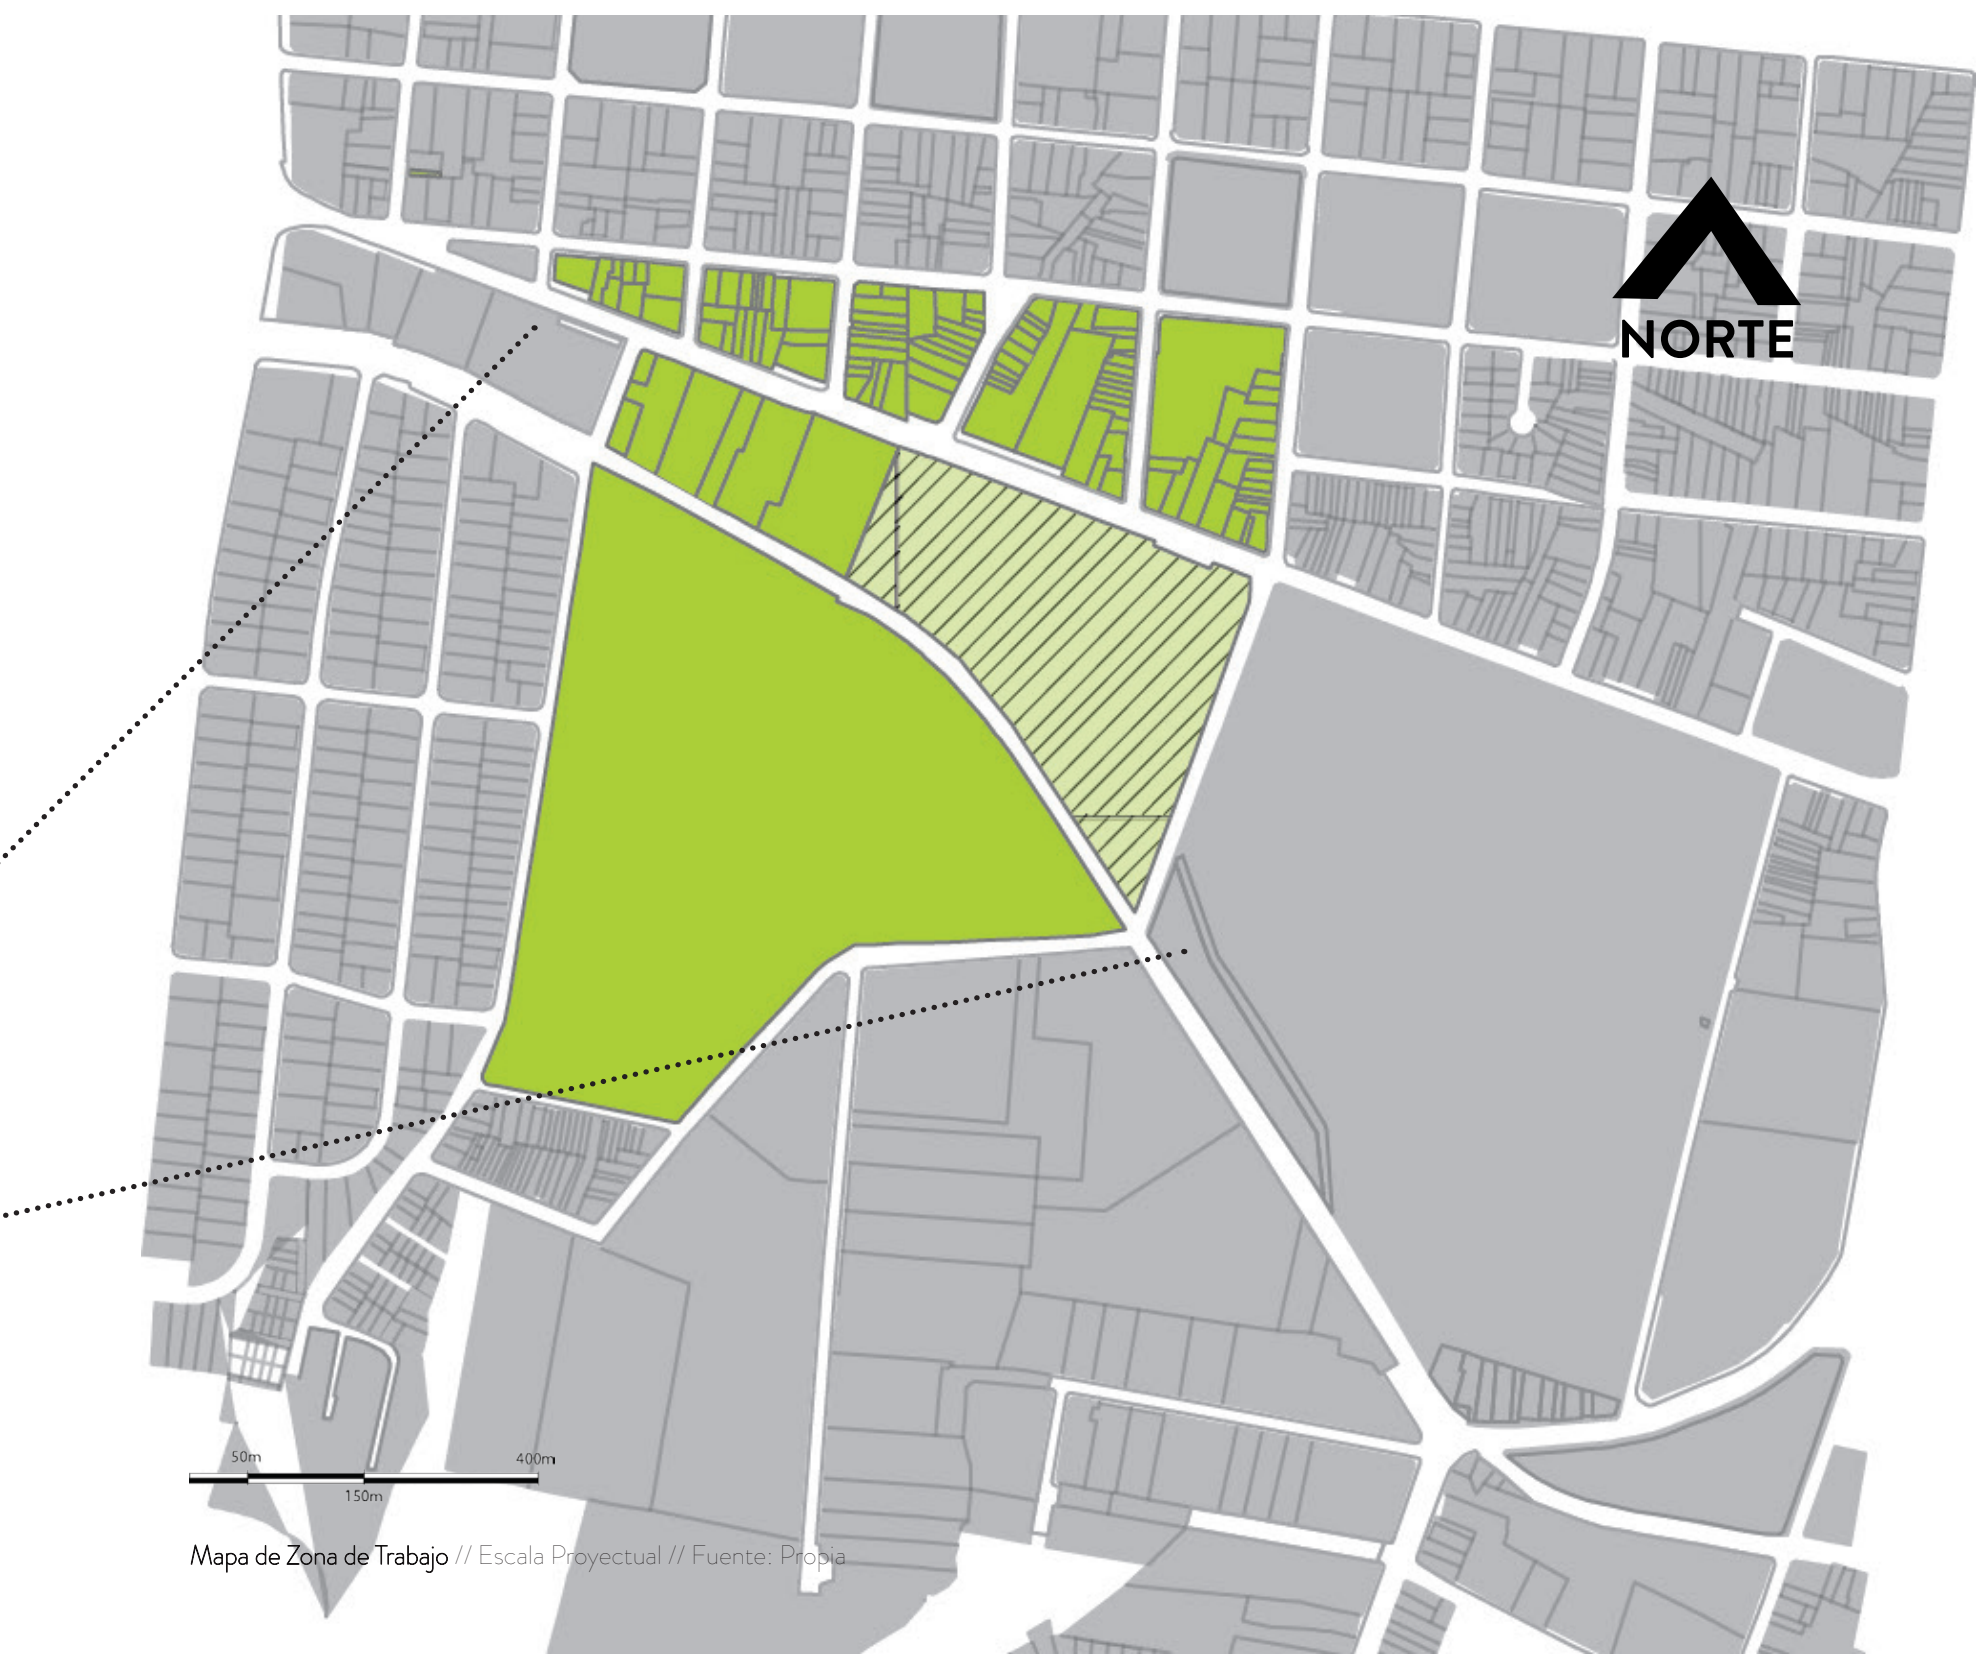 NORTE
50m
400m
150m
Mapa de Zona de Trabajo // Escala Proyectual // Fuente: Propia